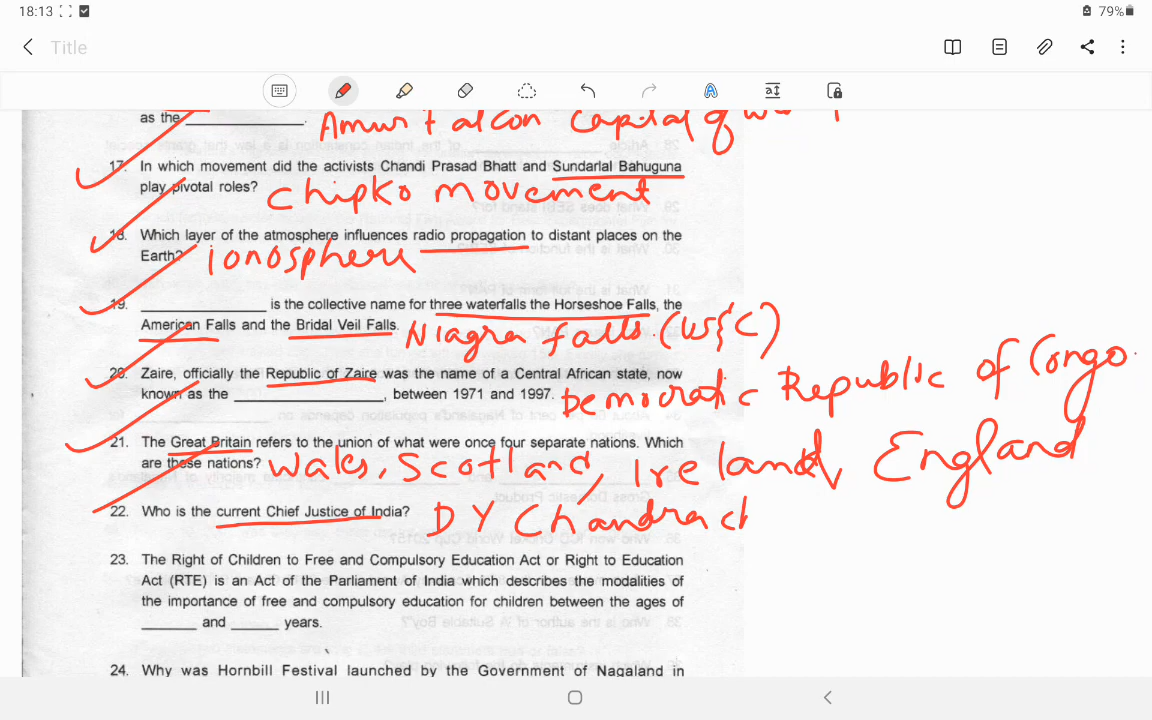 18:13
79%
Title
as the ____________. Amur Falcon Capital of
17. In which movement did the activists Chandi Prasad Bhatt and Sundarlal Bahuguna
play pivotal roles? Chipko movement
18. Which layer of the atmosphere influences radio propagation to distant places on the
Earth? ionosphere
19. ____________ is the collective name for three waterfalls the Horseshoe Falls, the
American Falls and the Bridal Veil Falls. Niagra falls. (US{C)
20. Zaire, officially the Republic of Zaire was the name of a Central African state, now
known as the ______________, between 1971 and 1997. Democratic Republic of Congo.
21. The Great Britain refers to the union of what were once four separate nations. Which
are these nations? Wales, Scotland, Ireland, England
22. Who is the current Chief Justice of India? D Y Chandrach
23. The Right of Children to Free and Compulsory Education Act or Right to Education
Act (RTE) is an Act of the Parliament of India which describes the modalities of
the importance of free and compulsory education for children between the ages of
______ and _____ years.
24. Why was Hornbill Festival launched by the Government of Nagaland in